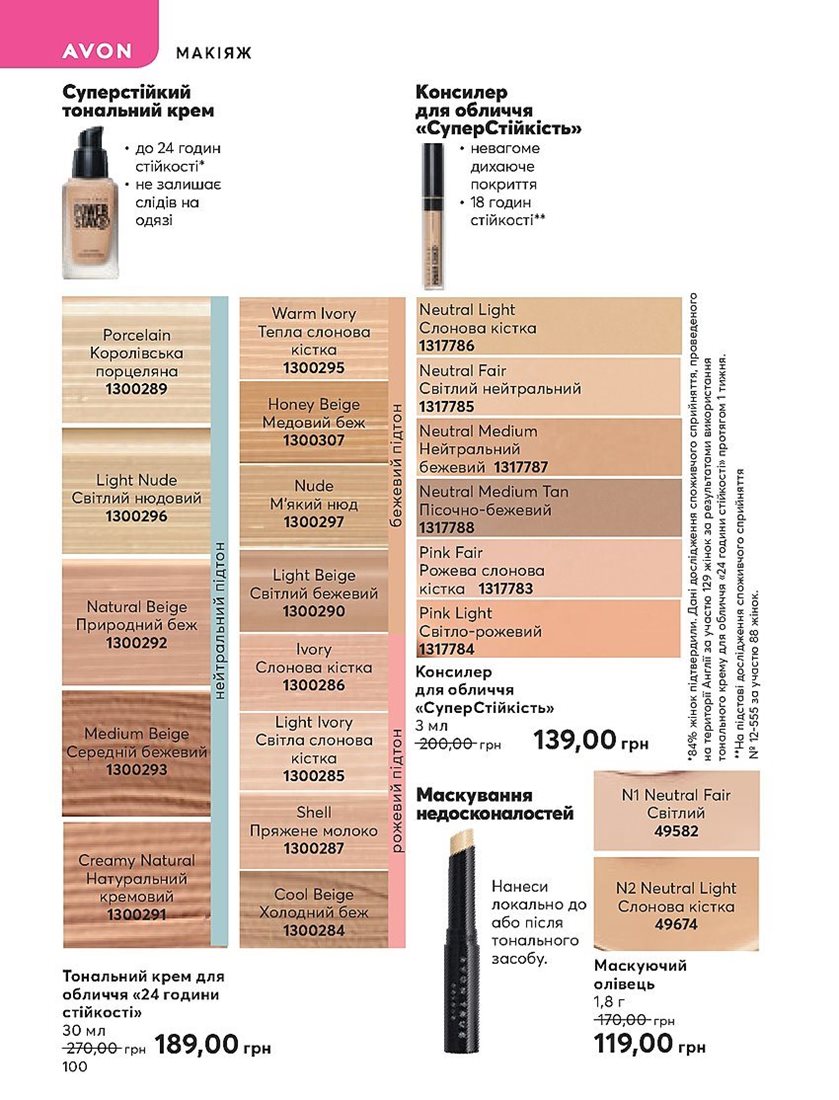 AVON
МАКІЯЖ
Суперстійкий
тональний крем
• до 24 годин
стійкості*
• не залишає
слідів на
одязі
POWER
STAY
Porcelain
Королівська
порцеляна
1300289
Light Nude
Світлий нюдовий
1300296
Natural Beige
Природний беж
1300292
Medium Beige
Середній бежевий
1300293
Creamy Natural
Натуральний
кремовий
1300291
нейтральний підтон
Warm Ivory
Тепла слонова
кістка
1300295
Honey Beige
Медовий беж
1300307
Nude
М'який нюд
1300297
Light Beige
Світлий бежевий
1300290
бежевий підтон
Ivory
Слонова кістка
1300286
Light Ivory
Світла слонова
кістка
1300285
Shell
Пряжене молоко
1300287
Cool Beige
Холодний беж
1300284
рожевий підтон
Тональний крем для
обличчя «24 години
стійкості»
30 мл
270,00 грн 189,00 грн
100
Консилер
для обличчя
«СуперСтійкість»
• невагоме
дихаюче
покриття
• 18 годин
стійкості**
Neutral Light
Слонова кістка
1317786
Neutral Fair
Світлий нейтральний
1317785
Neutral Medium
Нейтральний
бежевий 1317787
Neutral Medium Tan
Пісочно-бежевий
1317788
Pink Fair
Рожева слонова
кістка 1317783
Pink Light
Світло-рожевий
1317784
Консилер
для обличчя
«СуперСтійкість»
3 мл
200,00 грн 139,00 грн
*84% жінок підтвердили. Дані дослідження споживчого сприйняття, проведеного
на території Англії за участю 129 жінок за результатами використання
тонального крему для обличчя «24 години стійкості» протягом 1 тижня.
**На підставі дослідження споживчого сприйняття
№ 12-555 за участю 88 жінок.
Маскування
недосконалостей
Нанеси
локально до
або після
тонального
засобу.
AVON TRUE
N1 Neutral Fair
Світлий
49582
N2 Neutral Light
Слонова кістка
49674
Маскуючий
олівець
1,8 г
170,00 грн
119,00 грн